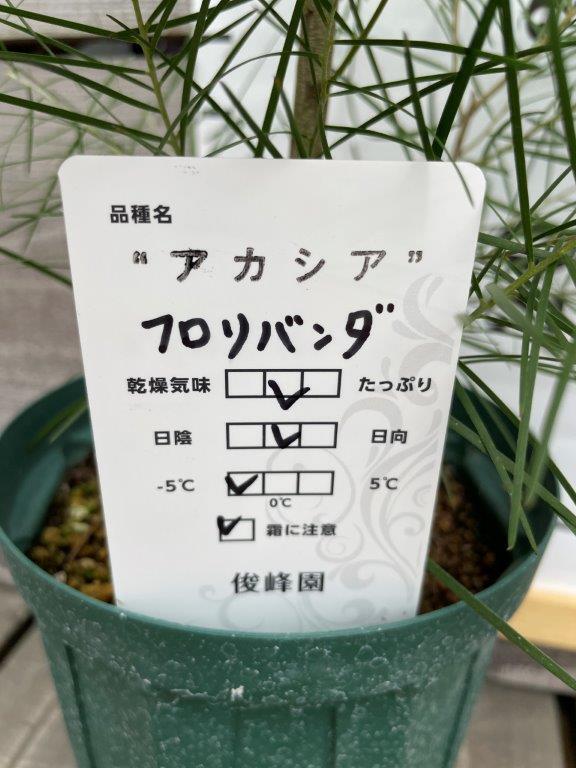 品種名
“アカシア”
フロリバンダ
乾燥気味 たっぷり
日陰 日向
-5℃ 5℃
0℃
霜に注意
俊峰園